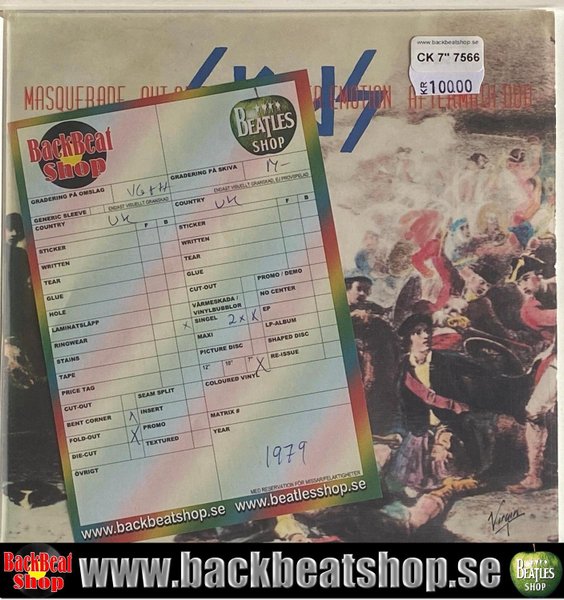 www.backbeatshop.se
CK 7" 7566
KR 100.00
MASQUERADE OUT O EMOTION AFTERMATH DUB
SKIDS
BackBeat
Shop
BEATLES
SHOP
GRADERING PÅ OMSLAG VG++
GRADERING PÅ SKIVA M-
GENERIC SLEEVE ENDAST VISUELLT GRANSKAD
ENDAST VISUELLT GRANSKAD, EJ PROVSPELAD
COUNTRY UK F B
COUNTRY UK F B
STICKER
STICKER
WRITTEN
WRITTEN
TEAR
TEAR
GLUE
GLUE
HOLE
CUT-OUT PROMO / DEMO
LAMINATSLÄPP
VÄRMESKADA / VINYLBUBBLOR NO CENTER
RINGWEAR X
SINGEL 2 x X EP
STAINS
MAXI LP-ALBUM
TAPE
PICTURE DISC SHAPED DISC
PRICE TAG
12" 10" 7" X RE-ISSUE
CUT-OUT SEAM SPLIT
COLOURED VINYL
BENT CORNER X INSERT
FOLD-OUT X PROMO
MATRIX #
DIE-CUT TEXTURED
YEAR
ÖVRIGT
1979
MED RESERVATION FÖR MISSAR/FELAKTIGHETER
www.backbeatshop.se www.beatlesshop.se
Virgin
BackBeat
Shop
www.backbeatshop.se
BEATLES
SHOP